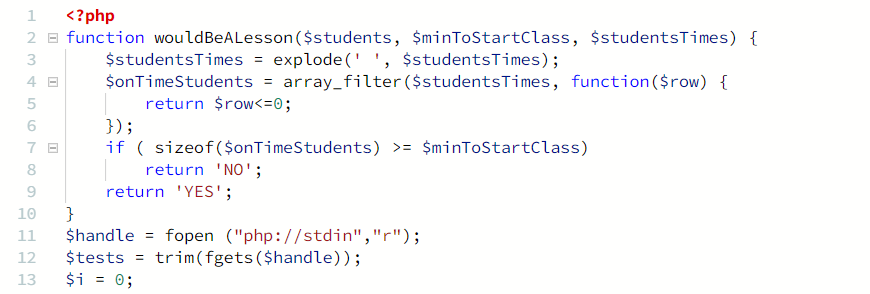 1 <?php
2 function wouldBeALesson($students, $minToStartClass, $studentsTimes) {
3     $studentsTimes = explode(' ', $studentsTimes);
4     $onTimeStudents = array_filter($studentsTimes, function($row) {
5         return $row<=0;
6     });
7     if ( sizeof($onTimeStudents) >= $minToStartClass)
8         return 'NO';
9     return 'YES';
10 }
11 $handle = fopen ("php://stdin","r");
12 $tests = trim(fgets($handle));
13 $i = 0;